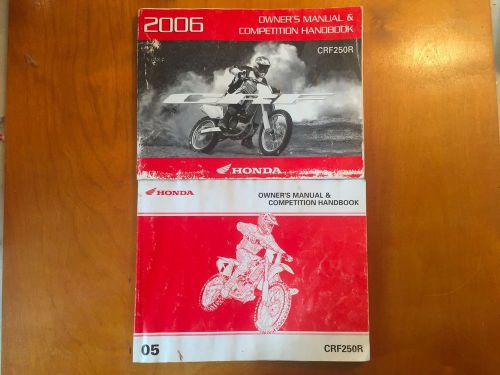 2006
OWNER'S MANUAL &
COMPETITION HANDBOOK
CRF250R
HONDA
HONDA
OWNER'S MANUAL &
COMPETITION HANDBOOK
05
CRF250R